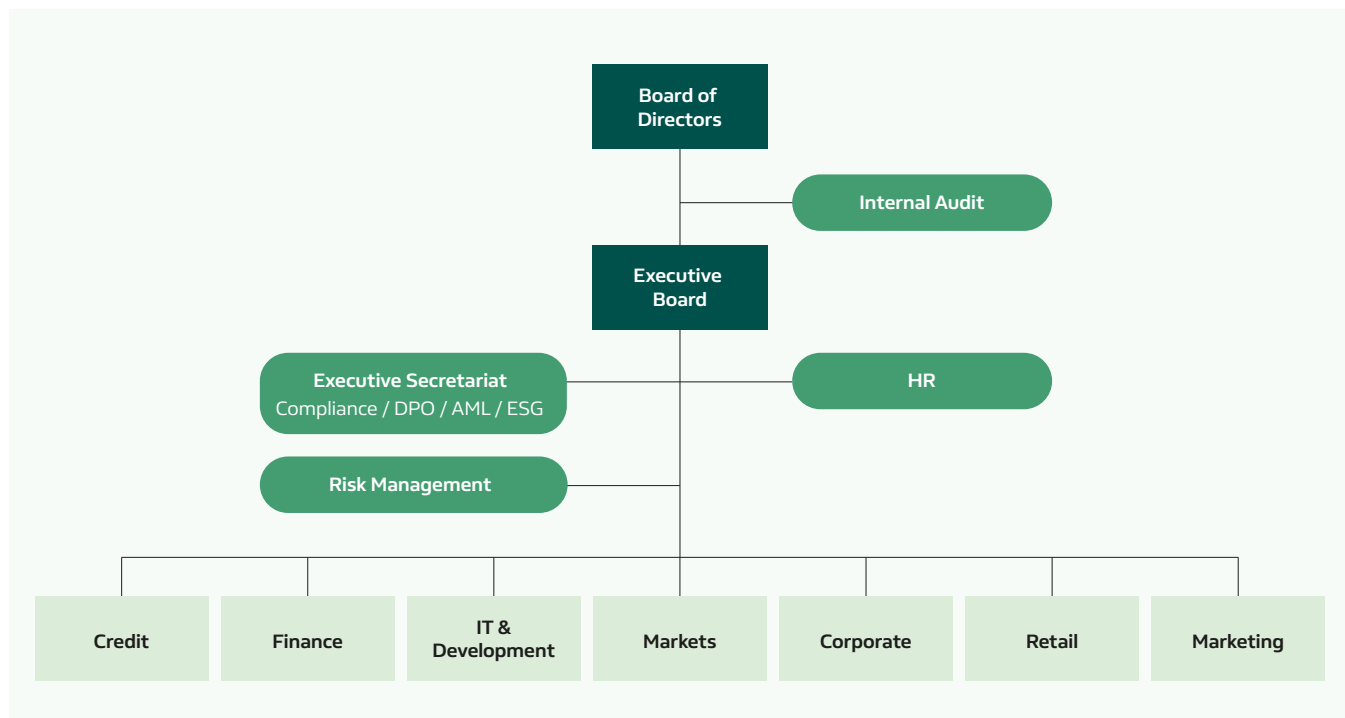 Board of
Directors
Internal Audit
Executive
Board
Executive Secretariat
Compliance / DPO / AML / ESG
HR
Risk Management
Credit
Finance
IT &
Development
Markets
Corporate
Retail
Marketing